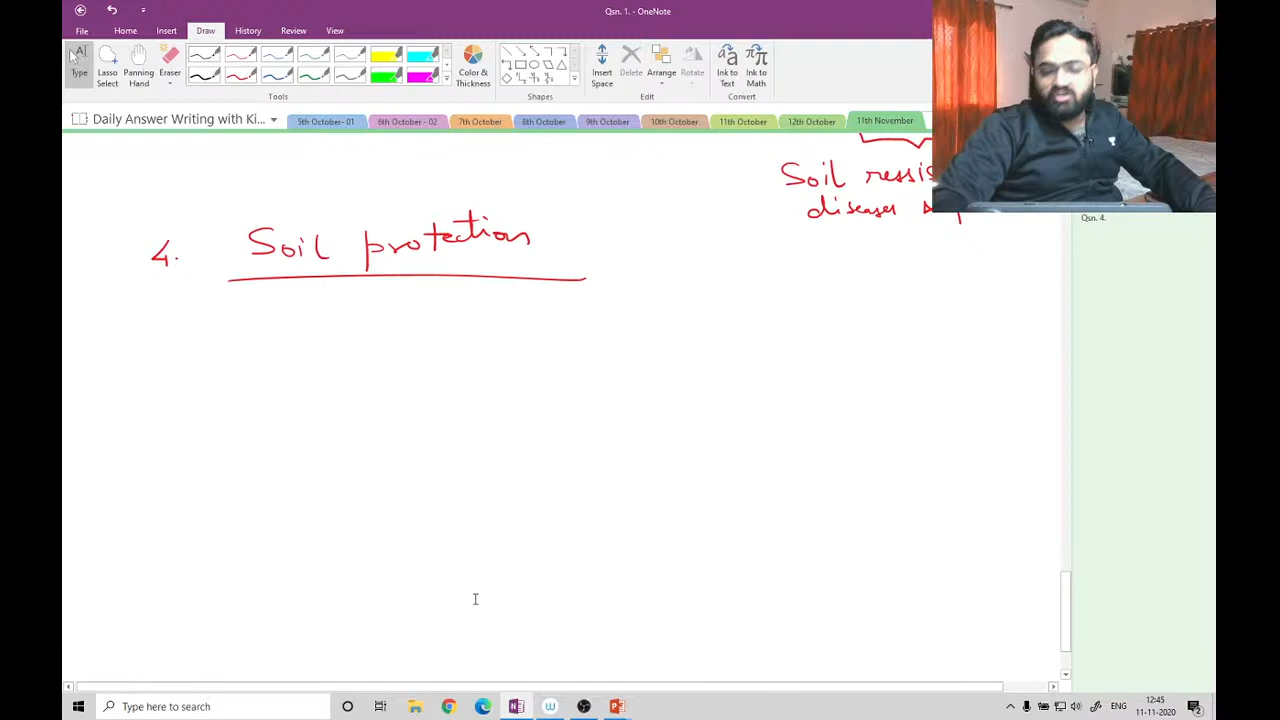 Qsn. 1. - OneNote
File Home Insert Draw History Review View
Type
Lasso Select
Panning Hand
Eraser
Color & Thickness
Insert Space
Delete
Arrange
Rotate
Ink to Text
Ink to Math
Tools
Shapes
Edit
Convert
Daily Answer Writing with Ki...
5th October- 01
6th October - 02
7th October
8th October
9th October
10th October
11th October
12th October
11th November
Qsn. 4.
Soil ressis
diseases
4. Soil protection
Type here to search
ENG
12:45
11-11-2020
2